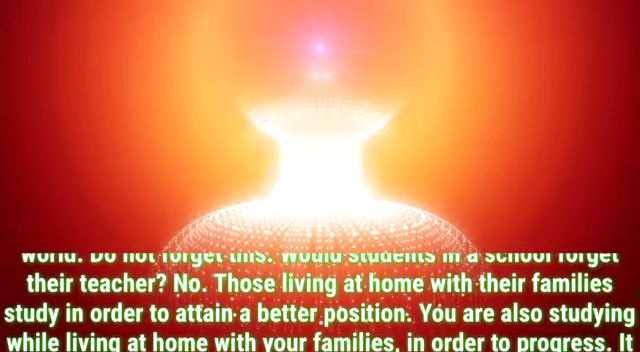 world. Do not forget this. Would students in a school forget
their teacher? No. Those living at home with their families
study in order to attain a better position. You are also studying
while living at home with your families, in order to progress. It